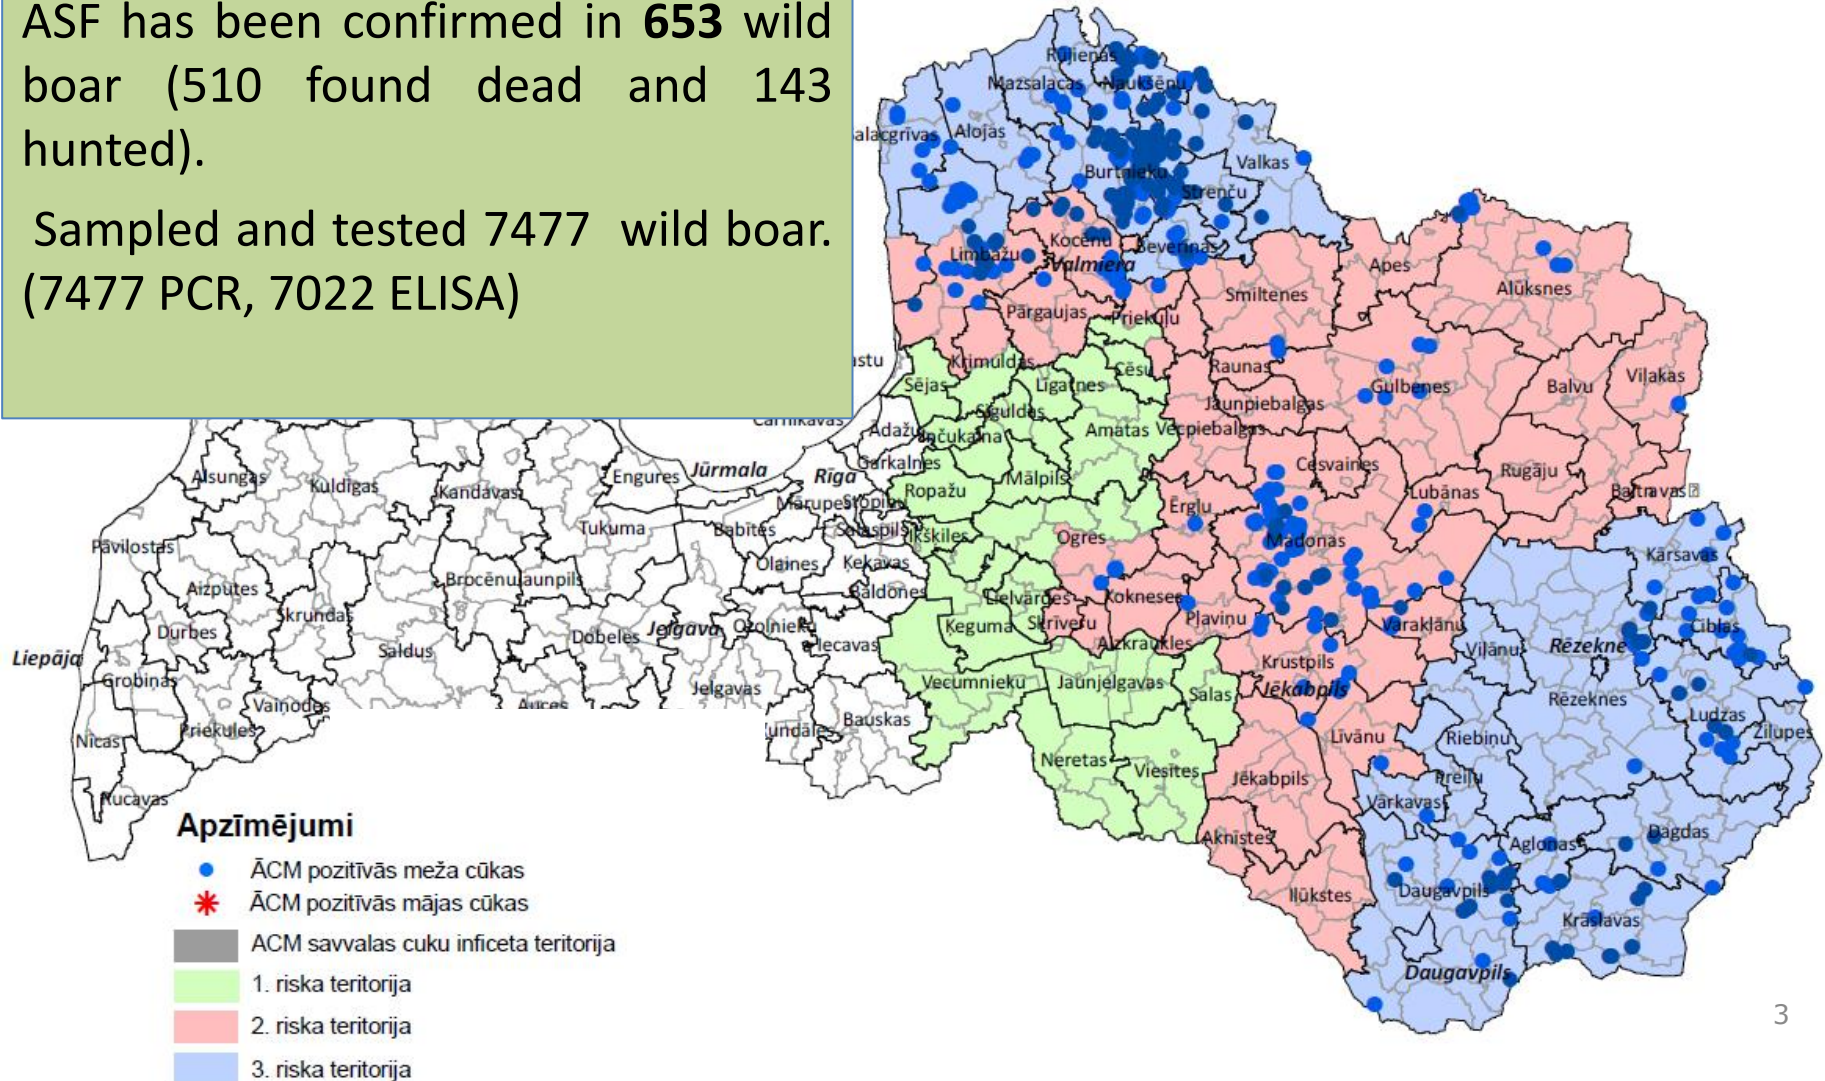 ASF has been confirmed in 653 wild
boar (510 found dead and 143
hunted).
Sampled and tested 7477 wild boar.
(7477 PCR, 7022 ELISA)
Rūjienas
Mazsalacas Naukšēnu
Alojas
Valkas
Burtnieku
Strenču
Kocēnu
Limbažu
Beverīnas
Valmiera
Apes
Alūksnes
Smiltenes
Pārgaujas
Priekuļu
Krimuldas
Cēsu
Raunas
Sējas
Līgatnes
Gulbenes
Balvu
Viļakas
Siguldas
Jaunpiebalgas
Carnikavas
Ādažu
Inčukalna
Amatas
Vecpiebalgas
Garkalnes
Cesvaines
Rugāju
Alsungas
Kuldīgas
Kandavas
Engures
Jūrmala
Rīga
Ropažu
Mālpils
Lubānas
Baltinavas
Mārupes
Stopiņu
Ērgļu
Pāvilostas
Tukuma
Babītes
Salaspils
Ikšķiles
Ogres
Madonas
Kārsavas
Olaines
Ķekavas
Aizputes
Brocēnu
Jaunpils
Baldones
Lielvārdes
Kokneses
Skrundas
Durbes
Dobeles
Jelgava
Ozolnieku
Iecavas
Ķeguma
Skrīveru
Pļaviņu
Varakļānu
Ciblas
Liepāja
Saldus
Aizkraukles
Krustpils
Viļānu
Rēzekne
Grobiņas
Jelgavas
Vecumnieku
Jaunjelgavas
Salas
Jēkabpils
Rēzeknes
Vaiņodes
Auces
Bauskas
Ludzas
Zilupes
Nīcas
Priekules
Rundāles
Līvānu
Riebiņu
Neretas
Viesītes
Jēkabpils
Preiļu
Rucavas
Vārkavas
Aknīstes
Aglonas
Dagdas
Ilūkstes
Daugavpils
Krāslavas
Daugavpils
Apzīmējumi
ĀCM pozitīvās meža cūkas
ĀCM pozitīvās mājas cūkas
ACM savvalas cuku inficeta teritorija
1. riska teritorija
2. riska teritorija
3. riska teritorija
3